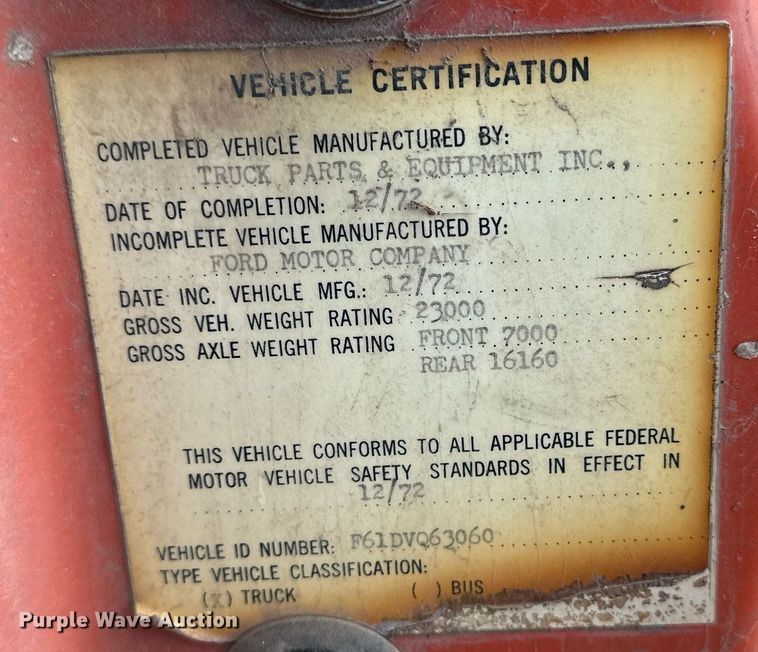 VEHICLE CERTIFICATION
COMPLETED VEHICLE MANUFACTURED BY:
TRUCK PARTS & EQUIPMENT INC.,
DATE OF COMPLETION: 12/72
INCOMPLETE VEHICLE MANUFACTURED BY:
FORD MOTOR COMPANY
DATE INC. VEHICLE MFG.: 12/72
GROSS VEH. WEIGHT RATING 23000
GROSS AXLE WEIGHT RATING FRONT 7000
REAR 16160
THIS VEHICLE CONFORMS TO ALL APPLICABLE FEDERAL
MOTOR VEHICLE SAFETY STANDARDS IN EFFECT IN
12/72
VEHICLE ID NUMBER: F61DVQ63060
TYPE VEHICLE CLASSIFICATION:
(X) TRUCK ( ) BUS
Purple Wave Auction